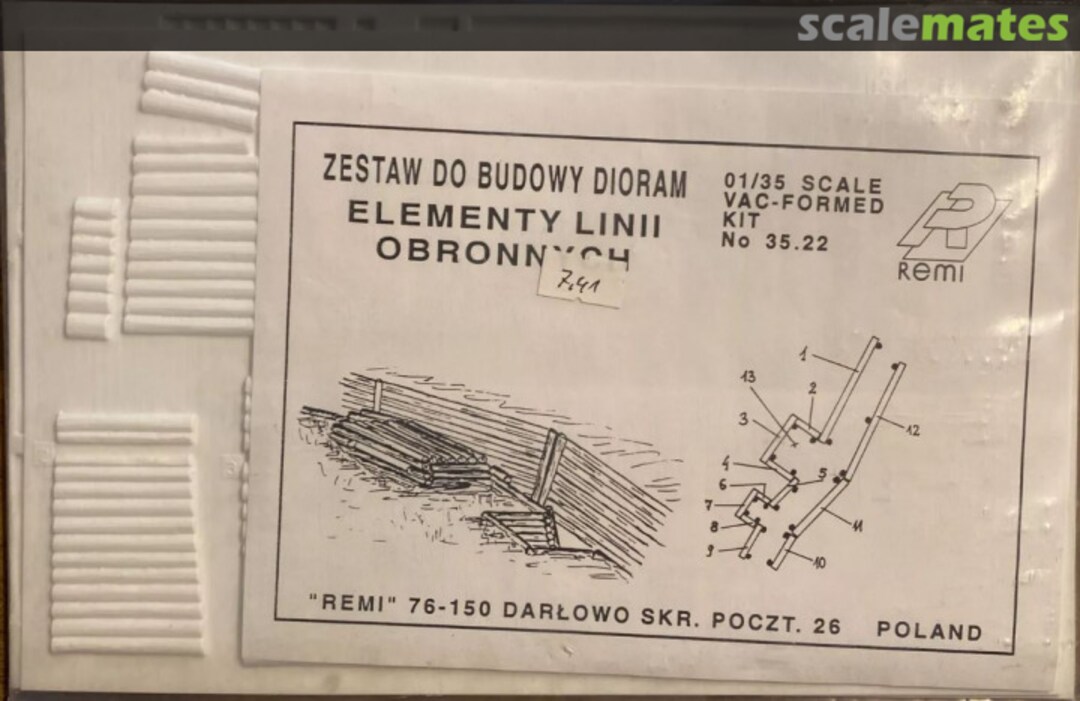 scalemates
ZESTAW DO BUDOWY DIORAM
ELEMENTY LINII
OBRONNYCH
7,41
01/35 SCALE
VAC-FORMED
KIT
No 35.22
Remi
1
13
2
3
12
4
5
6
7
8
11
9
10
"REMI" 76-150 DARŁOWO SKR. POCZT. 26 POLAND